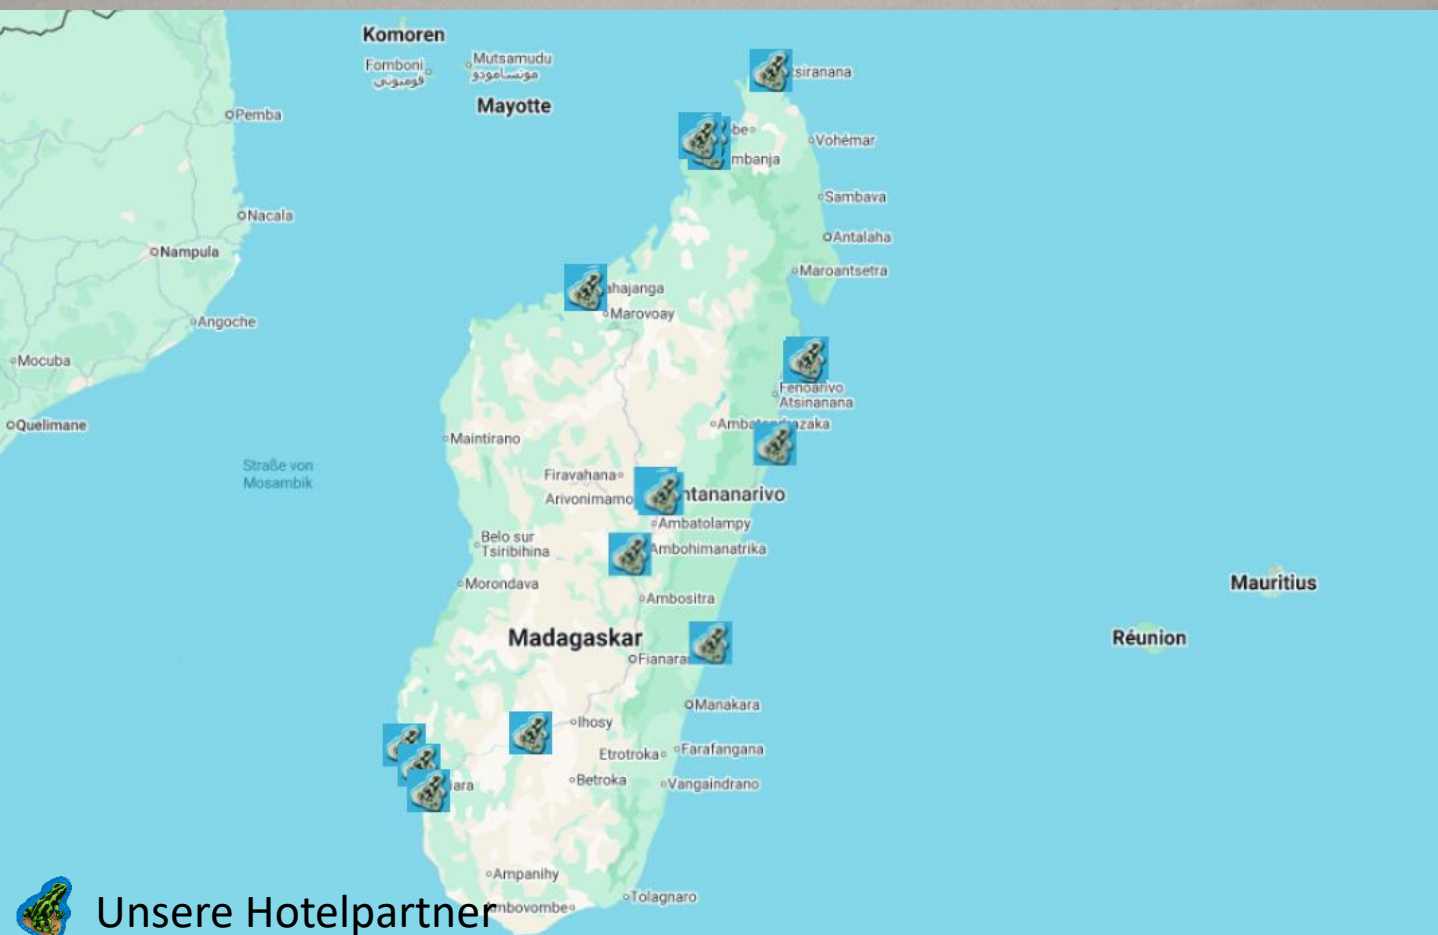 Komoren
Fomboni
فومبوني
Mutsamudu
موتسامودو
Mayotte
siranana
Pemba
be
Vohémar
mbanja
Sambava
Nacala
Antalaha
Nampula
Maroantsetra
ahajanga
Marovoay
Angoche
Mocuba
Fenoarivo
Atsinanana
Quelimane
Maintirano
Straße von
Mosambik
Firavahana
Arivonimamo
ntananarivo
Ambatolampy
Belo sur
Tsiribihina
Ambohimanatrika
Morondava
Ambositra
Mauritius
Madagaskar
Réunion
Fianara
Manakara
Ihosy
Etrotroka
Farafangana
iara
Betroka
Vangaindrano
Ampanihy
Tolagnaro
mbovombe
Unsere Hotelpartner